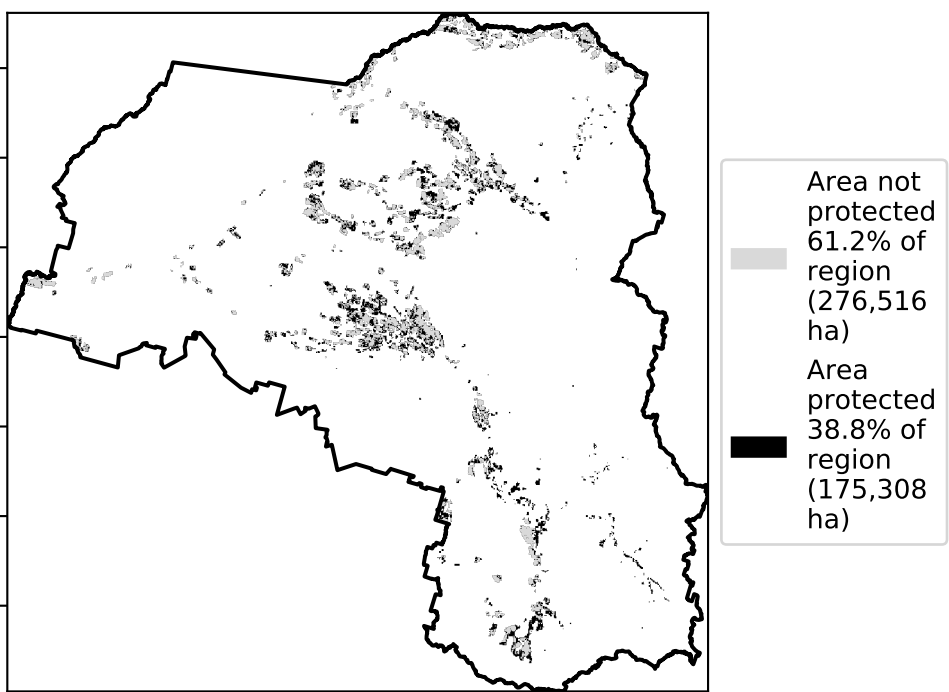 Area not
protected
61.2% of
region
(276,516
ha)
Area
protected
38.8% of
region
(175,308
ha)